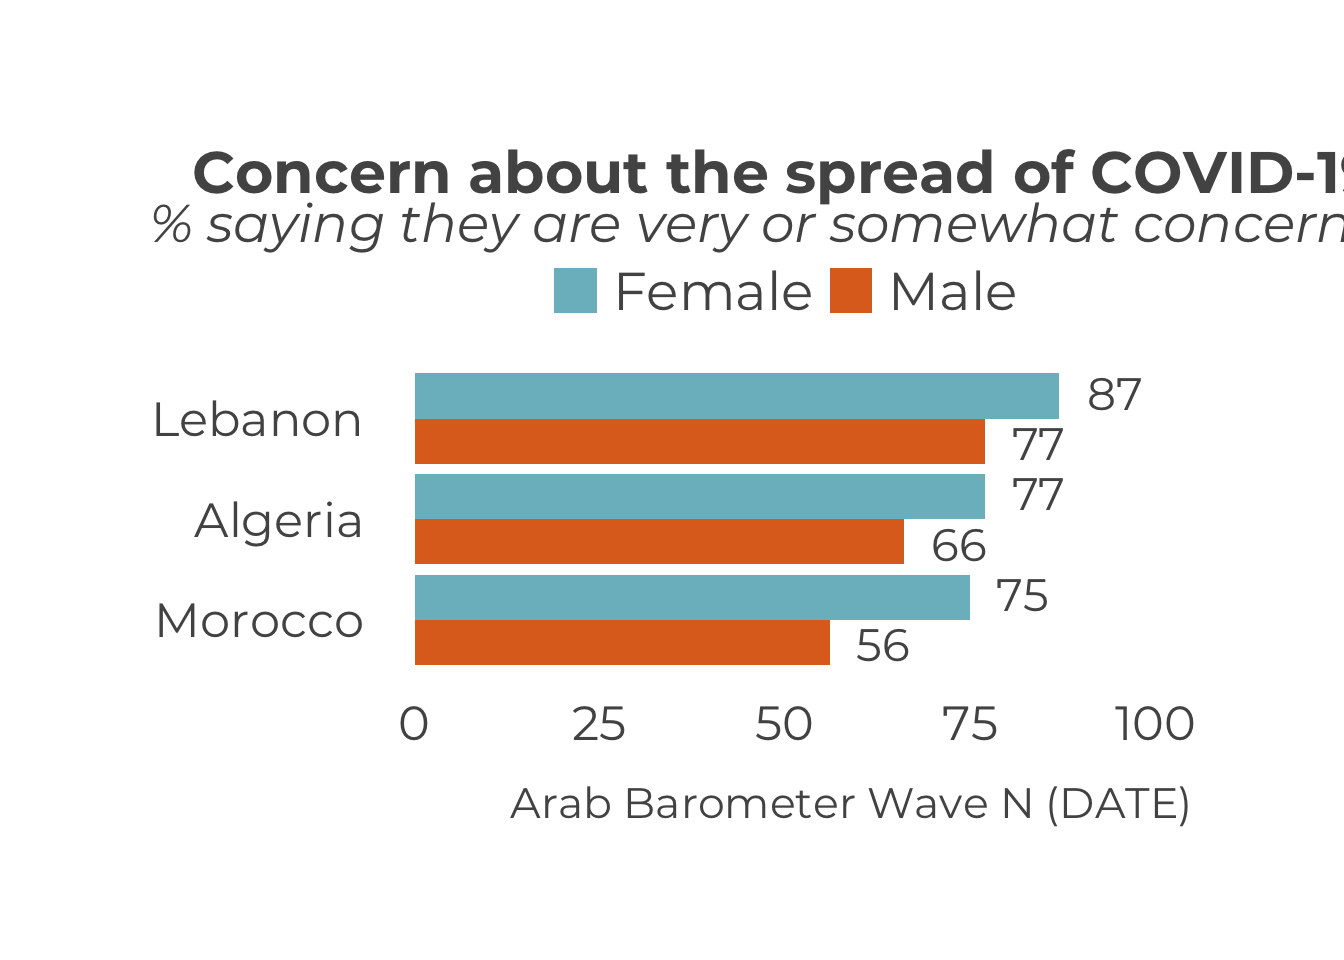 Concern about the spread of COVID-19
% saying they are very or somewhat concern
Female Male
Lebanon 87
77
Algeria 77
66
Morocco 75
56
0 25 50 75 100
Arab Barometer Wave N (DATE)